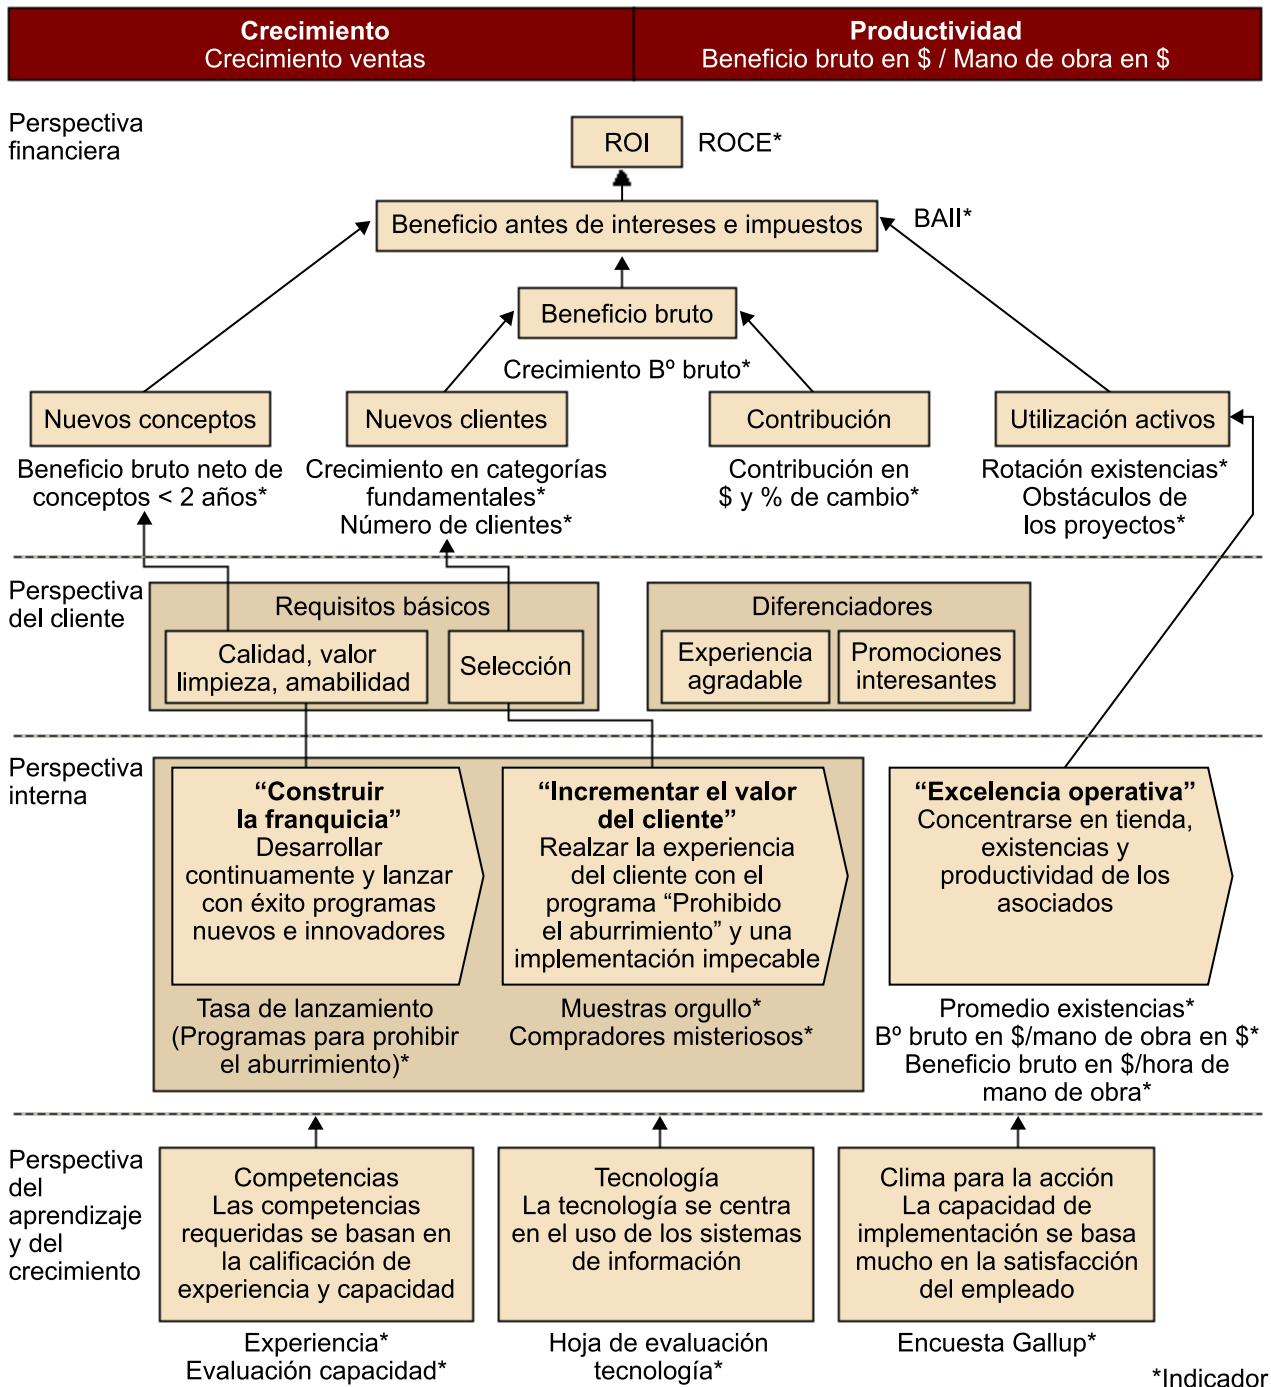 Crecimiento
Crecimiento ventas
Productividad
Beneficio bruto en $ / Mano de obra en $
Perspectiva
financiera
ROI
ROCE*
Beneficio antes de intereses e impuestos
BAII*
Beneficio bruto
Crecimiento Bº bruto*
Nuevos conceptos
Beneficio bruto neto de
conceptos < 2 años*
Nuevos clientes
Crecimiento en categorías
fundamentales*
Número de clientes*
Contribución
Contribución en
$ y % de cambio*
Utilización activos
Rotación existencias*
Obstáculos de
los proyectos*
Perspectiva
del cliente
Requisitos básicos
Calidad, valor
limpieza, amabilidad
Selección
Diferenciadores
Experiencia
agradable
Promociones
interesantes
Perspectiva
interna
“Construir
la franquicia”
Desarrollar
continuamente y lanzar
con éxito programas
nuevos e innovadores
Tasa de lanzamiento
(Programas para prohibir
el aburrimiento)*
“Incrementar el valor
del cliente”
Realzar la experiencia
del cliente con el
programa “Prohibido
el aburrimiento” y una
implementación impecable
Muestras orgullo*
Compradores misteriosos*
“Excelencia operativa”
Concentrarse en tienda,
existencias y
productividad de los
asociados
Promedio existencias*
Bº bruto en $/mano de obra en $*
Beneficio bruto en $/hora de
mano de obra*
Perspectiva
del
aprendizaje
y del
crecimiento
Competencias
Las competencias
requeridas se basan en
la calificación de
experiencia y capacidad
Experiencia*
Evaluación capacidad*
Tecnología
La tecnología se centra
en el uso de los sistemas
de información
Hoja de evaluación
tecnología*
Clima para la acción
La capacidad de
implementación se basa
mucho en la satisfacción
del empleado
Encuesta Gallup*
*Indicador